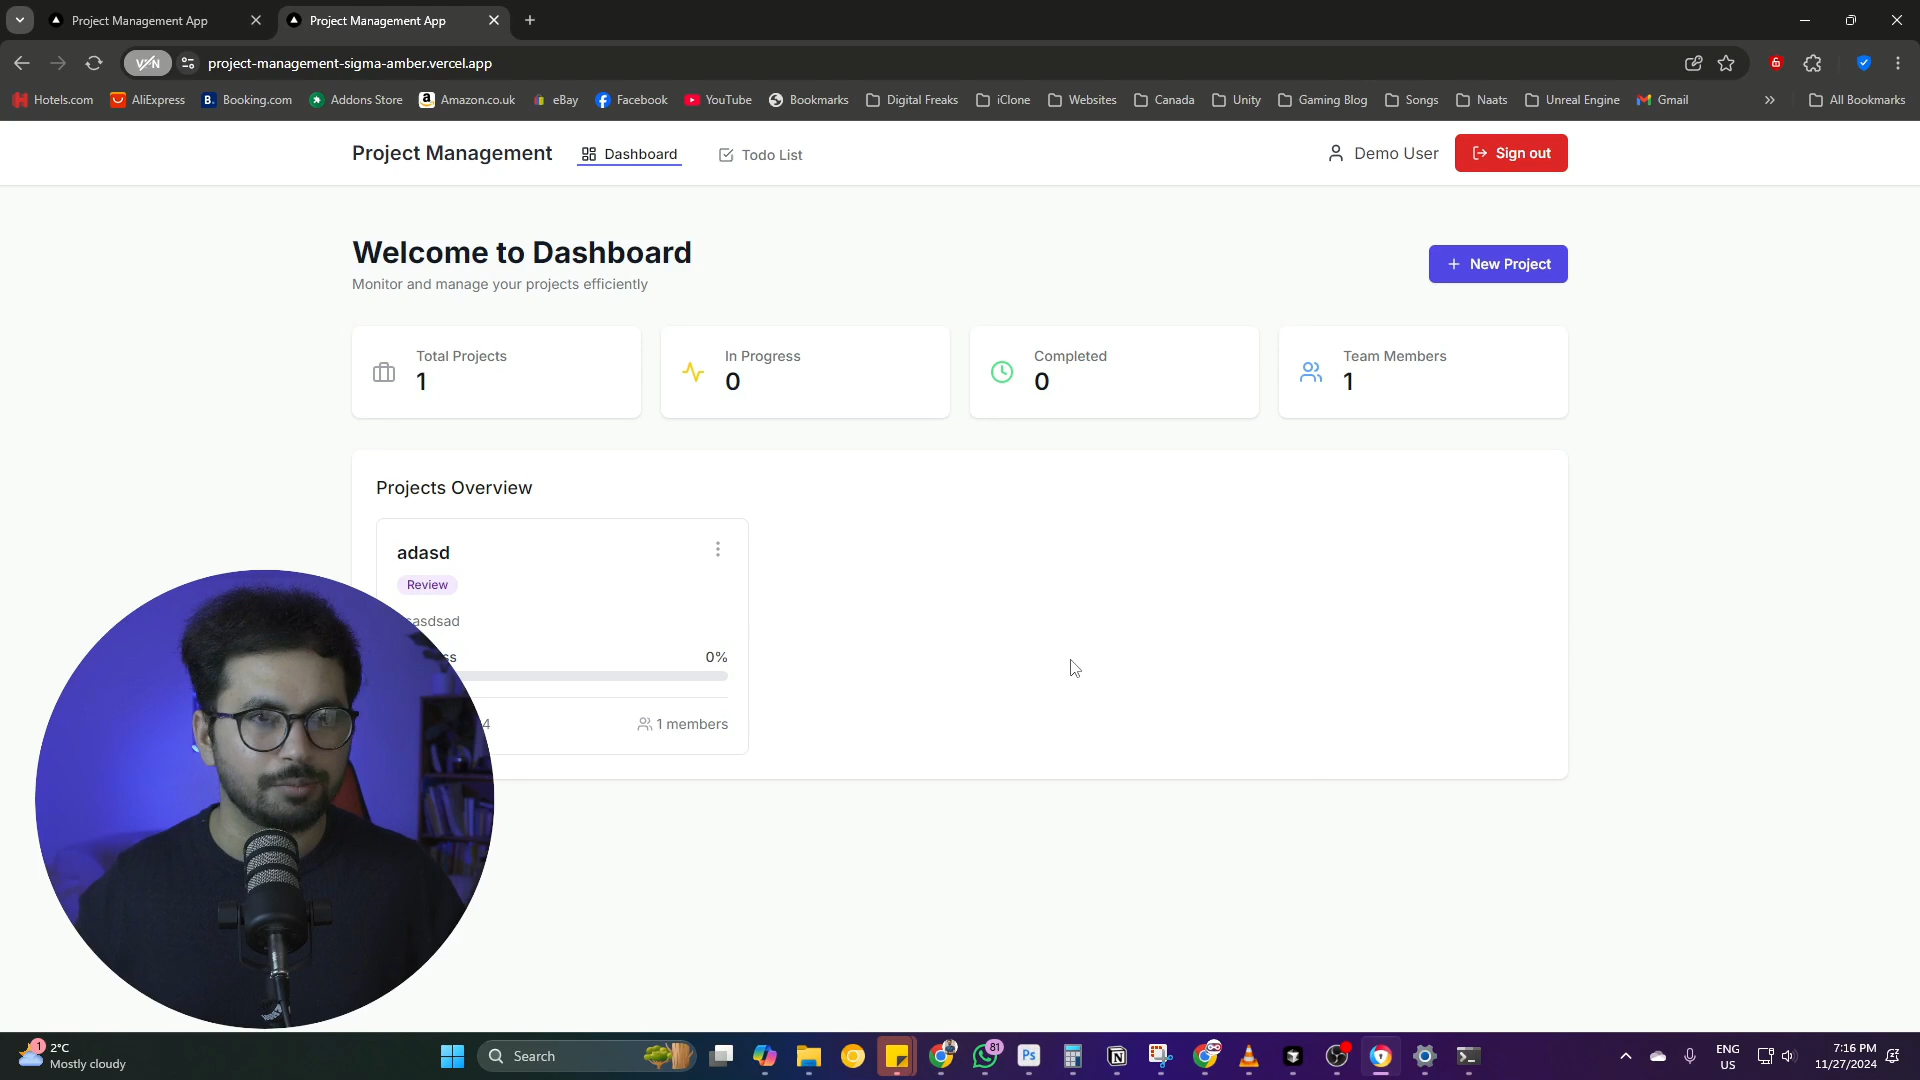 Project Management App
Project Management App
VPN
project-management-sigma-amber.vercel.app
Hotels.com
AliExpress
Booking.com
Addons Store
Amazon.co.uk
eBay
Facebook
YouTube
Bookmarks
Digital Freaks
iClone
Websites
Canada
Unity
Gaming Blog
Songs
Naats
Unreal Engine
Gmail
All Bookmarks
Project Management
Dashboard
Todo List
Demo User
Sign out
Welcome to Dashboard
Monitor and manage your projects efficiently
+ New Project
Total Projects
1
In Progress
0
Completed
0
Team Members
1
Projects Overview
adasd
Review
0%
1 members
1
2°C
Mostly cloudy
Search
81
Ps
ENG
US
7:16 PM
11/27/2024